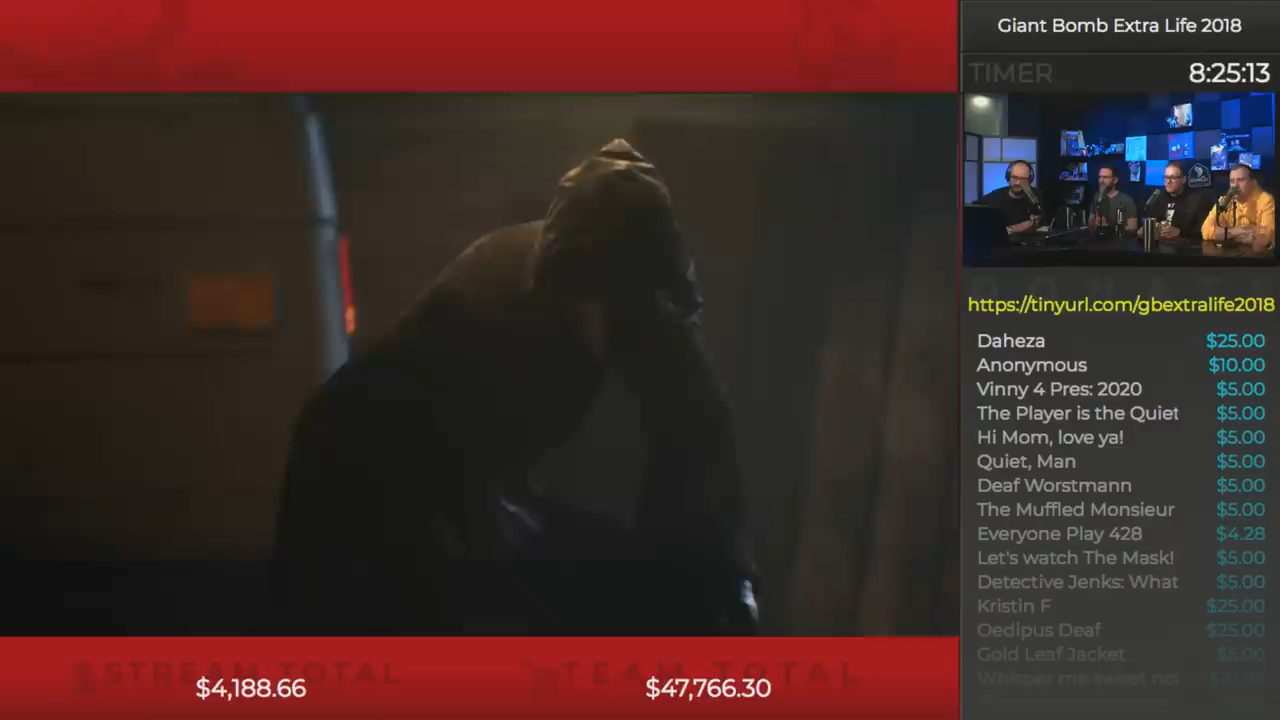 Giant Bomb Extra Life 2018
TIMER 8:25:13
https://tinyurl.com/gbextralife2018
Daheza $25.00
Anonymous $10.00
Vinny 4 Pres: 2020 $5.00
The Player is the Quiet $5.00
Hi Mom, love ya! $5.00
Quiet, Man $5.00
Deaf Worstmann $5.00
The Muffled Monsieur $5.00
Everyone Play 428 $4.28
Let's watch The Mask! $5.00
Detective Jenks: What $5.00
Kristin F $25.00
Oedipus Deaf $25.00
Gold Leaf Jacket $5.00
Whisper me sweet no
STREAM TOTAL
$4,188.66
TEAM TOTAL
$47,766.30